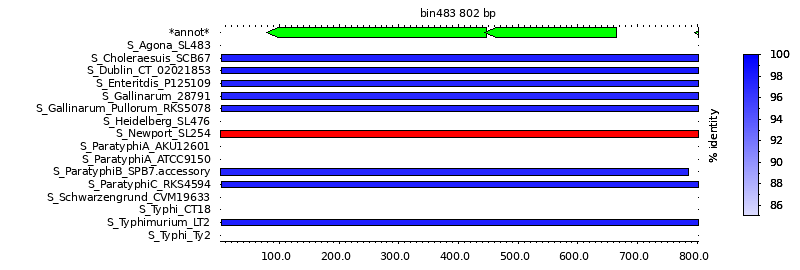 bin483 802 bp
*annot*
S_Agona_SL483
S_Choleraesuis_SCB67
S_Dublin_CT_02021853
S_Enteritdis_P125109
S_Gallinarum_28791
S_Gallinarum_Pullorum_RKS5078
S_Heidelberg_SL476
S_Newport_SL254
S_ParatyphiA_AKU12601
S_ParatyphiA_ATCC9150
S_ParatyphiB_SPB7.accessory
S_ParatyphiC_RKS4594
S_Schwarzengrund_CVM19633
S_Typhi_CT18
S_Typhimurium_LT2
S_Typhi_Ty2
100.0 200.0 300.0 400.0 500.0 600.0 700.0 800.0
% identity
100
98
96
94
92
90
88
86